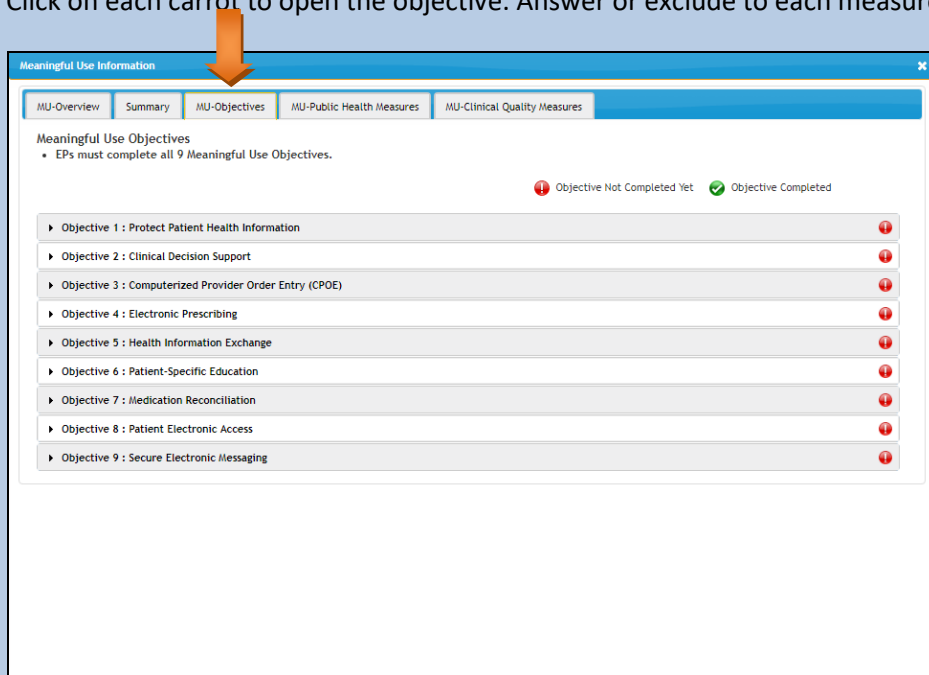 Click on each carrot to open the objective. Answer or exclude to each measure
Meaningful Use Information
MU-Overview Summary MU-Objectives MU-Public Health Measures MU-Clinical Quality Measures
Meaningful Use Objectives
• EPs must complete all 9 Meaningful Use Objectives.
Objective Not Completed Yet Objective Completed
Objective 1 : Protect Patient Health Information
Objective 2 : Clinical Decision Support
Objective 3 : Computerized Provider Order Entry (CPOE)
Objective 4 : Electronic Prescribing
Objective 5 : Health Information Exchange
Objective 6 : Patient-Specific Education
Objective 7 : Medication Reconciliation
Objective 8 : Patient Electronic Access
Objective 9 : Secure Electronic Messaging